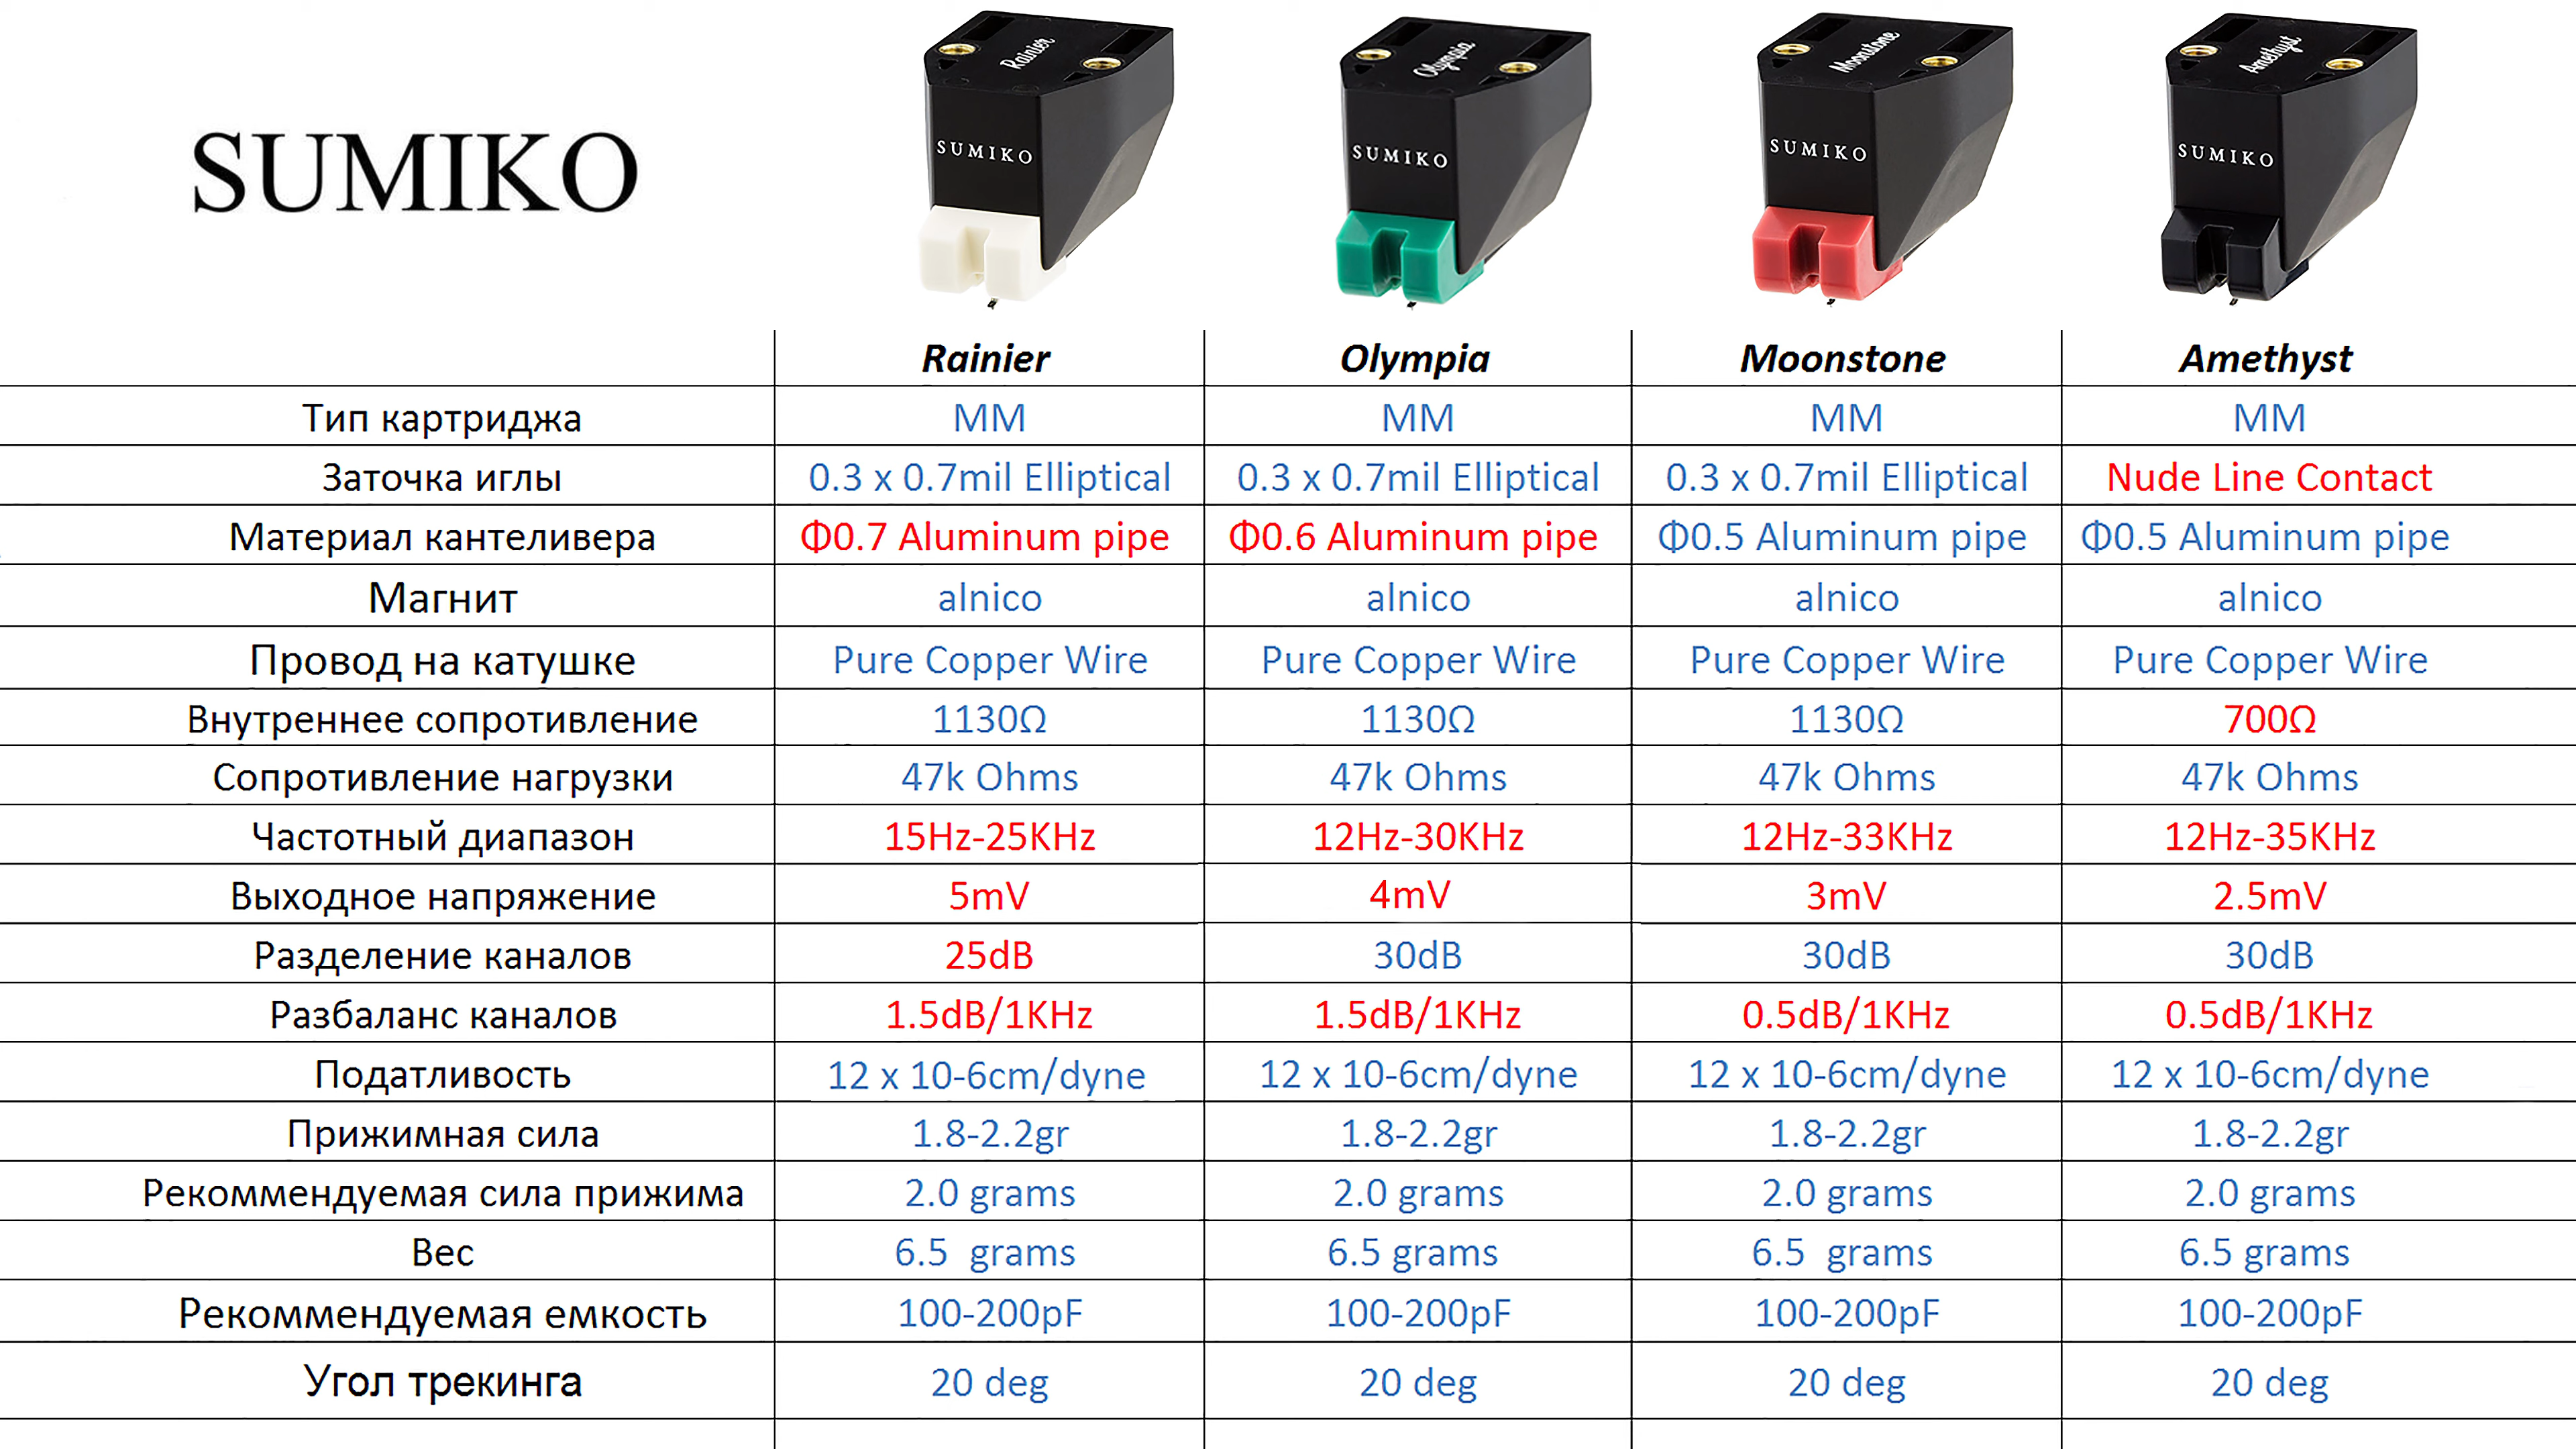 Rainier
Olympia
Moonstone
Amethyst
SUMIKO
SUMIKO
SUMIKO
SUMIKO
SUMIKO
Rainier Olympia Moonstone Amethyst
Тип картриджа MM MM MM MM
Заточка иглы 0.3 x 0.7mil Elliptical 0.3 x 0.7mil Elliptical 0.3 x 0.7mil Elliptical Nude Line Contact
Материал кантеливера Φ0.7 Aluminum pipe Φ0.6 Aluminum pipe Φ0.5 Aluminum pipe Φ0.5 Aluminum pipe
Магнит alnico alnico alnico alnico
Провод на катушке Pure Copper Wire Pure Copper Wire Pure Copper Wire Pure Copper Wire
Внутреннее сопротивление 1130Ω 1130Ω 1130Ω 700Ω
Сопротивление нагрузки 47k Ohms 47k Ohms 47k Ohms 47k Ohms
Частотный диапазон 15Hz-25KHz 12Hz-30KHz 12Hz-33KHz 12Hz-35KHz
Выходное напряжение 5mV 4mV 3mV 2.5mV
Разделение каналов 25dB 30dB 30dB 30dB
Разбаланс каналов 1.5dB/1KHz 1.5dB/1KHz 0.5dB/1KHz 0.5dB/1KHz
Податливость 12 x 10-6cm/dyne 12 x 10-6cm/dyne 12 x 10-6cm/dyne 12 x 10-6cm/dyne
Прижимная сила 1.8-2.2gr 1.8-2.2gr 1.8-2.2gr 1.8-2.2gr
Рекоммендуемая сила прижима 2.0 grams 2.0 grams 2.0 grams 2.0 grams
Вес 6.5 grams 6.5 grams 6.5 grams 6.5 grams
Рекоммендуемая емкость 100-200pF 100-200pF 100-200pF 100-200pF
Угол трекинга 20 deg 20 deg 20 deg 20 deg